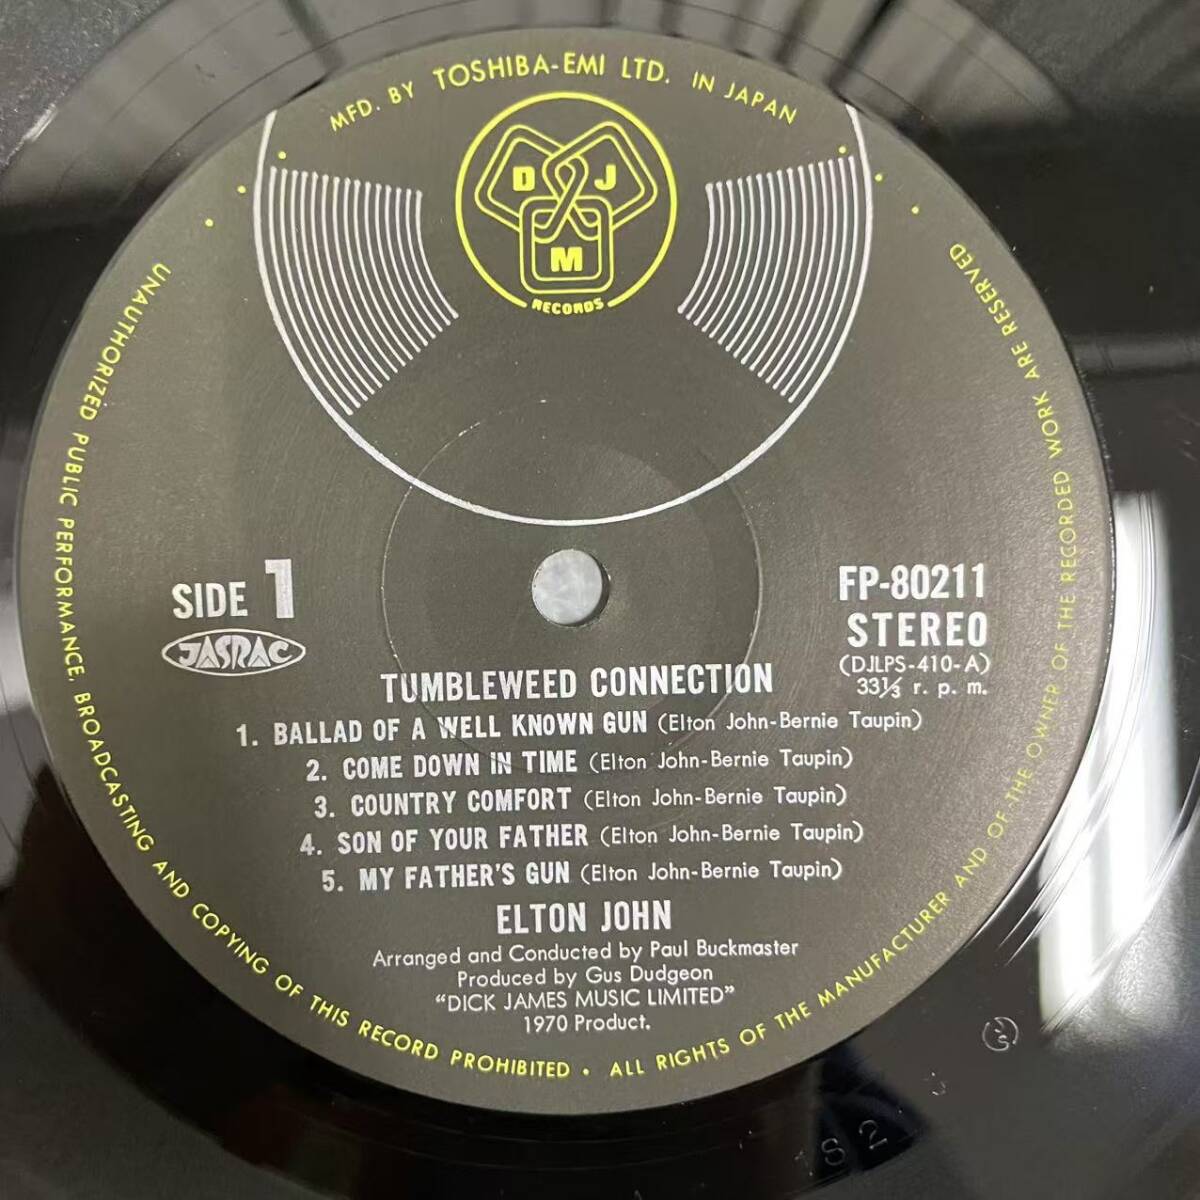 MFD. BY TOSHIBA-EMI LTD. IN JAPAN
D J
M
RECORDS
SIDE 1
JASRAC
FP-80211
STEREO
(DJLPS-410-A)
33⅓ r. p. m.
TUMBLEWEED CONNECTION
1. BALLAD OF A WELL KNOWN GUN (Elton John-Bernie Taupin)
2. COME DOWN IN TIME (Elton John-Bernie Taupin)
3. COUNTRY COMFORT (Elton John-Bernie Taupin)
4. SON OF YOUR FATHER (Elton John-Bernie Taupin)
5. MY FATHER'S GUN (Elton John-Bernie Taupin)
ELTON JOHN
Arranged and Conducted by Paul Buckmaster
Produced by Gus Dudgeon
"DICK JAMES MUSIC LIMITED"
1970 Product.
UNAUTHORIZED PUBLIC PERFORMANCE, BROADCASTING AND COPYING OF THIS RECORD PROHIBITED • ALL RIGHTS OF THE MANUFACTURER AND OF THE OWNER OF THE RECORDED WORK ARE RESERVED
1S 2